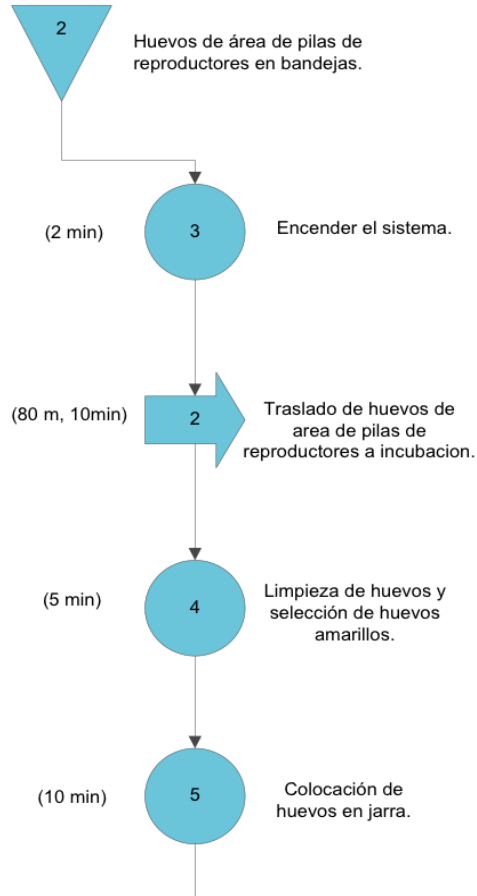 2
Huevos de área de pilas de
reproductores en bandejas.
(2 min)
3
Encender el sistema.
(80 m, 10min)
2
Traslado de huevos de
area de pilas de
reproductores a incubacion.
(5 min)
4
Limpieza de huevos y
selección de huevos
amarillos.
(10 min)
5
Colocación de
huevos en jarra.